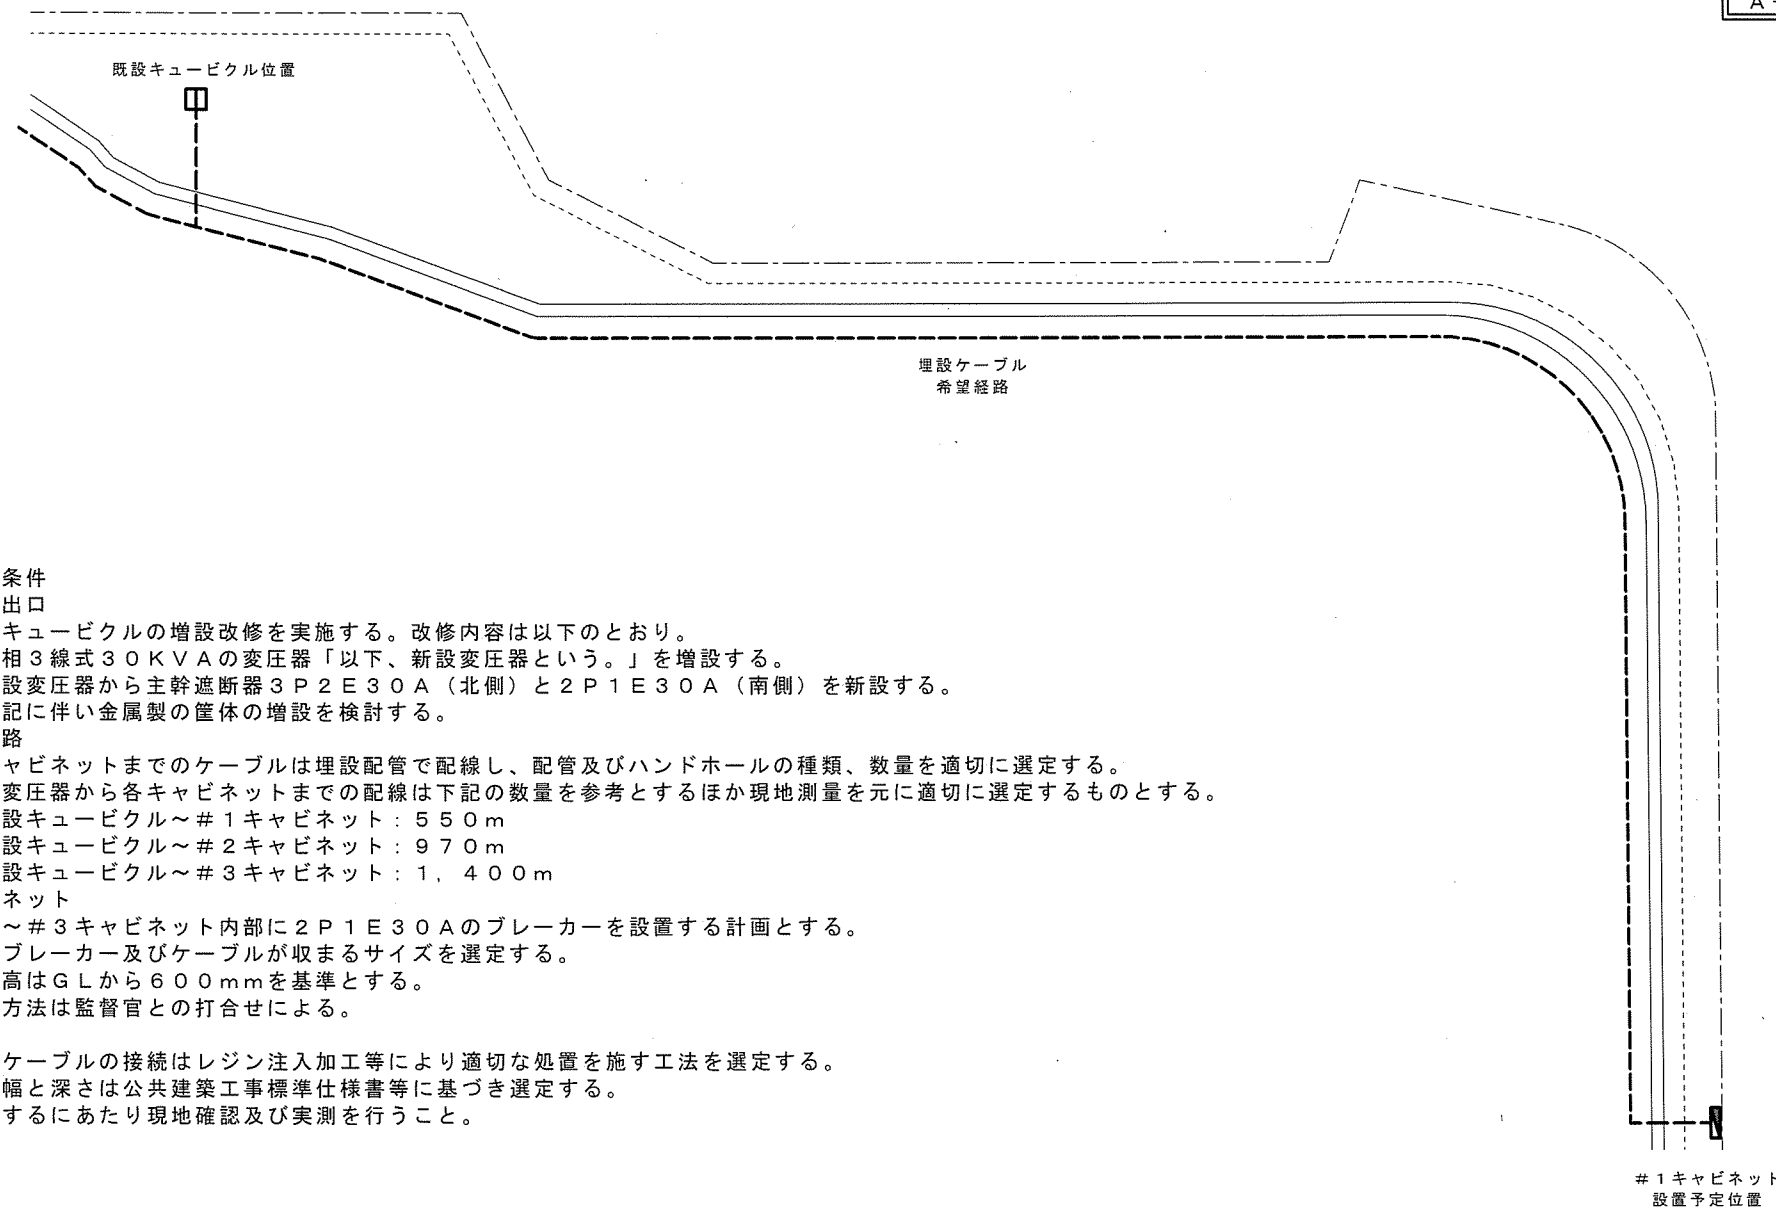 A-
既設キュービクル位置
埋設ケーブル
希望経路
条件
出口
キュービクルの増設改修を実施する。改修内容は以下のとおり。
相３線式３０ＫＶＡの変圧器「以下、新設変圧器という。」を増設する。
設変圧器から主幹遮断器３Ｐ２Ｅ３０Ａ（北側）と２Ｐ１Ｅ３０Ａ（南側）を新設する。
記に伴い金属製の筐体の増設を検討する。
路
ャビネットまでのケーブルは埋設配管で配線し、配管及びハンドホールの種類、数量を適切に選定する。
変圧器から各キャビネットまでの配線は下記の数量を参考とするほか現地測量を元に適切に選定するものとする。
設キュービクル～＃１キャビネット：５５０ｍ
設キュービクル～＃２キャビネット：９７０ｍ
設キュービクル～＃３キャビネット：１，４００ｍ
ネット
～＃３キャビネット内部に２Ｐ１Ｅ３０Ａのブレーカーを設置する計画とする。
ブレーカー及びケーブルが収まるサイズを選定する。
高はＧＬから６００ｍｍを基準とする。
方法は監督官との打合せによる。
ケーブルの接続はレジン注入加工等により適切な処置を施す工法を選定する。
幅と深さは公共建築工事標準仕様書等に基づき選定する。
するにあたり現地確認及び実測を行うこと。
＃１キャビネット
設置予定位置